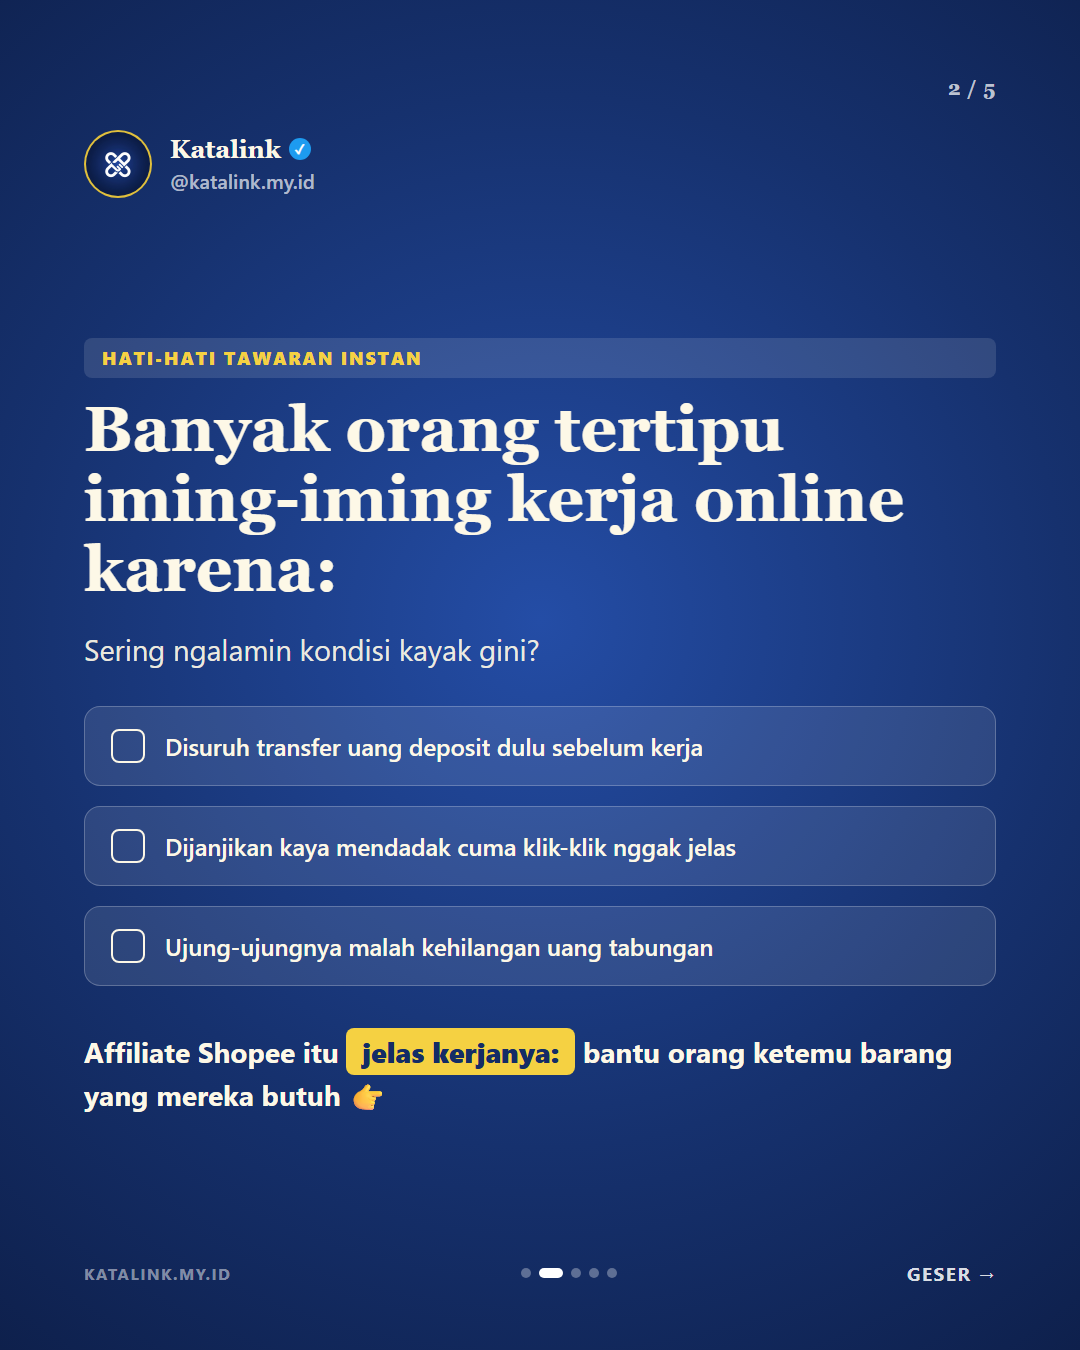 2 / 5
Katalink
@katalink.my.id
HATI-HATI TAWARAN INSTAN
Banyak orang tertipu
iming-iming kerja online
karena:
Sering ngalamin kondisi kayak gini?
Disuruh transfer uang deposit dulu sebelum kerja
Dijanjikan kaya mendadak cuma klik-klik nggak jelas
Ujung-ujungnya malah kehilangan uang tabungan
Affiliate Shopee itu jelas kerjanya: bantu orang ketemu barang
yang mereka butuh 👉
KATALINK.MY.ID
GESER →